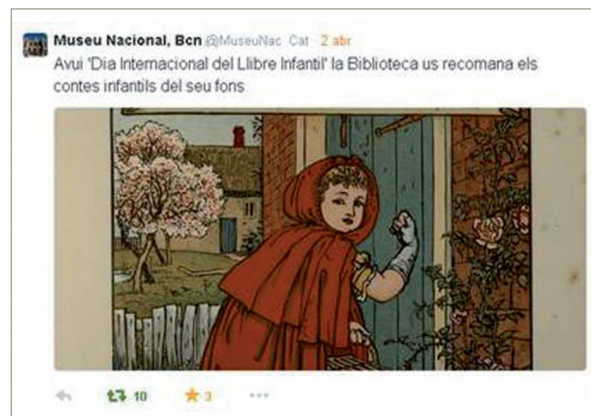 Museu Nacional, Bcn @MuseuNac_Cat · 2 abr
Avui 'Dia Internacional del Llibre Infantil' la Biblioteca us recomana els
contes infantils del seu fons
10 3